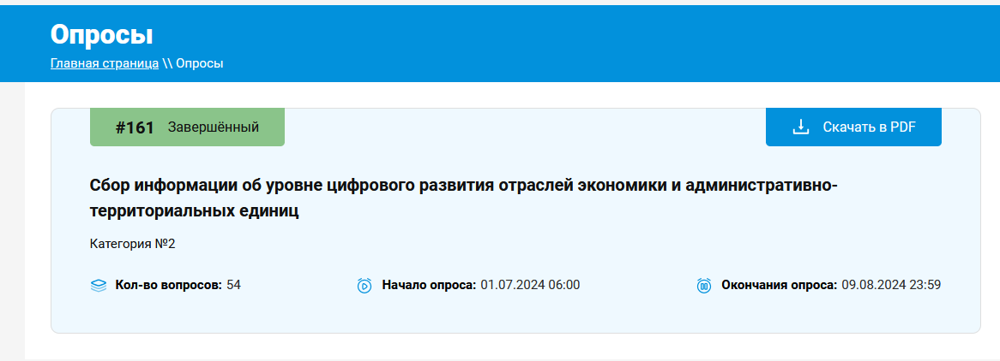 Опросы
Главная страница \\ Опросы
#161 Завершённый
Скачать в PDF
Сбор информации об уровне цифрового развития отраслей экономики и административно-
территориальных единиц
Категория №2
Кол-во вопросов: 54
Начало опроса: 01.07.2024 06:00
Окончания опроса: 09.08.2024 23:59